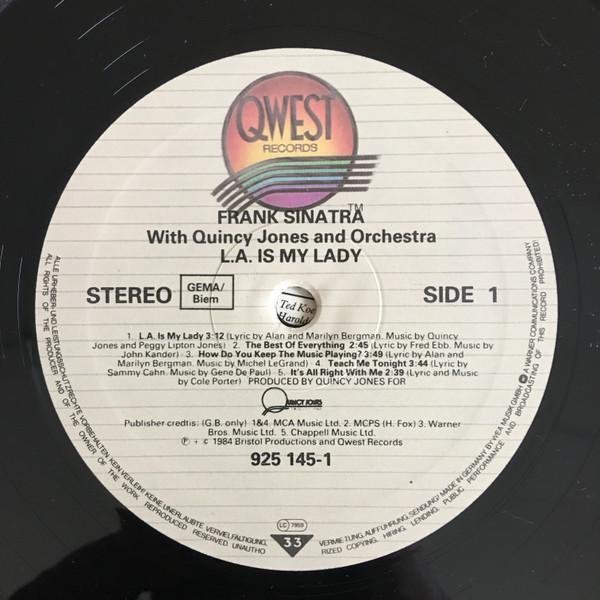 QWEST
RECORDS
TM
FRANK SINATRA
With Quincy Jones and Orchestra
L.A. IS MY LADY
STEREO
GEMA/
Biem
Ted Koe
Harold
SIDE 1
1. L.A. Is My Lady 3:12 (Lyric by Alan and Marilyn Bergman. Music by Quincy
Jones and Peggy Lipton Jones) 2. The Best Of Everything 2:45 (Lyric by Fred Ebb. Music by
John Kander) 3. How Do You Keep The Music Playing? 3:49 (Lyric by Alan and
Marilyn Bergman. Music by Michel LeGrand) 4. Teach Me Tonight 3:44 (Lyric by
Sammy Cahn. Music by Gene De Paul) 5. It's All Right With Me 2:39 (Lyric and Music by
Cole Porter) PRODUCED BY QUINCY JONES FOR
QUINCY JONES
Publisher credtis: (G.B. only) 1&4. MCA Music Ltd. 2. MCPS (H. Fox) 3. Warner
Bros. Music Ltd. 5. Chappell Music Ltd.
℗ + © 1984 Bristol Productions and Qwest Records
925 145-1
LC 7959
33
ALLE URHEBER- UND LEISTUNGSSCHUTZRECHTE VORBEHALTEN. KEIN VERLEIH! KEINE UNERLAUBTE VERVIELFÄLTIGUNG, VERMIETUNG, AUFFÜHRUNG, SENDUNG! MADE IN GERMANY BY WEA MUSIK GMBH A WARNER COMMUNICATIONS COMPANY
ALL RIGHTS OF THE PRODUCER AND OF THE OWNER OF THE WORK REPRODUCED RESERVED. UNAUTHORIZED COPYING, HIRING, LENDING, PUBLIC PERFORMANCE AND BROADCASTING OF THIS RECORD PROHIBITED!